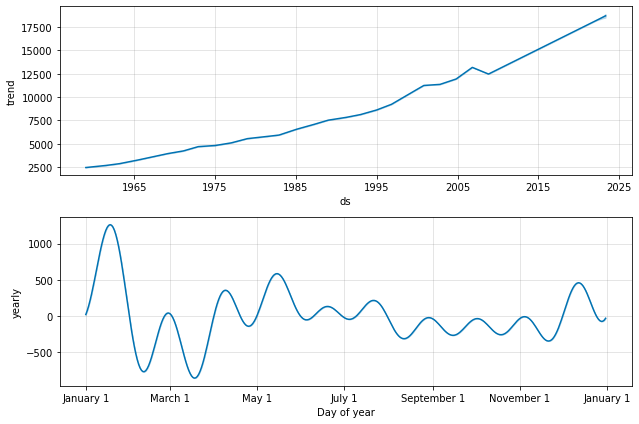 trend
17500
15000
12500
10000
7500
5000
2500
1965
1975
1985
1995
2005
2015
2025
ds
yearly
1000
500
0
−500
January 1
March 1
May 1
July 1
September 1
November 1
January 1
Day of year